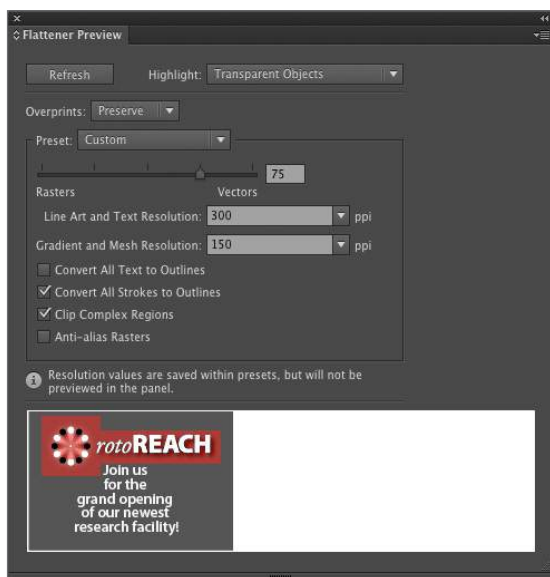 Flattener Preview
Refresh
Highlight: Transparent Objects
Overprints: Preserve
Preset: Custom
75
Rasters Vectors
Line Art and Text Resolution: 300 ppi
Gradient and Mesh Resolution: 150 ppi
Convert All Text to Outlines
Convert All Strokes to Outlines
Clip Complex Regions
Anti-alias Rasters
Resolution values are saved within presets, but will not be
previewed in the panel.
rotoREACH
Join us
for the
grand opening
of our newest
research facility!